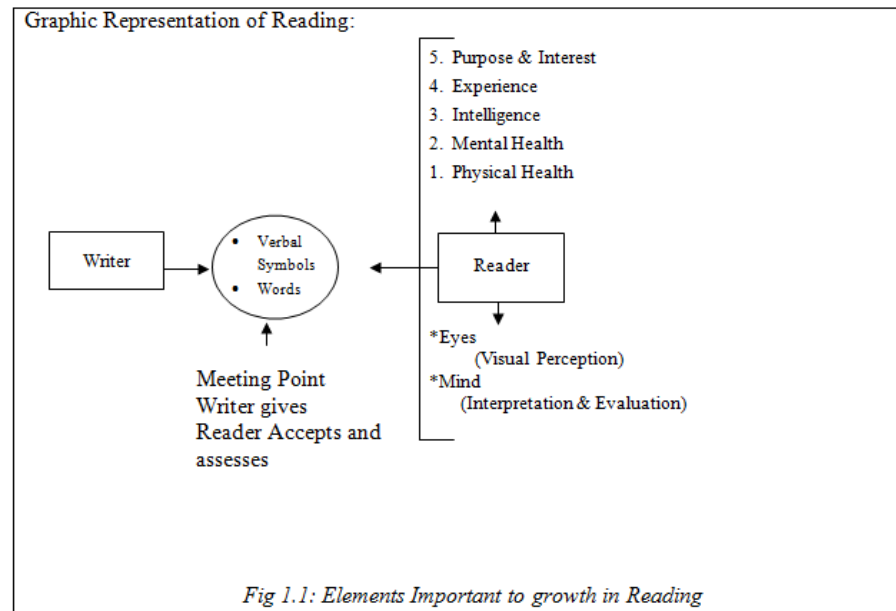 Graphic Representation of Reading:
5. Purpose & Interest
4. Experience
3. Intelligence
2. Mental Health
1. Physical Health
Writer
• Verbal
Symbols
• Words
Reader
*Eyes
(Visual Perception)
*Mind
(Interpretation & Evaluation)
Meeting Point
Writer gives
Reader Accepts and
assesses
Fig 1.1: Elements Important to growth in Reading